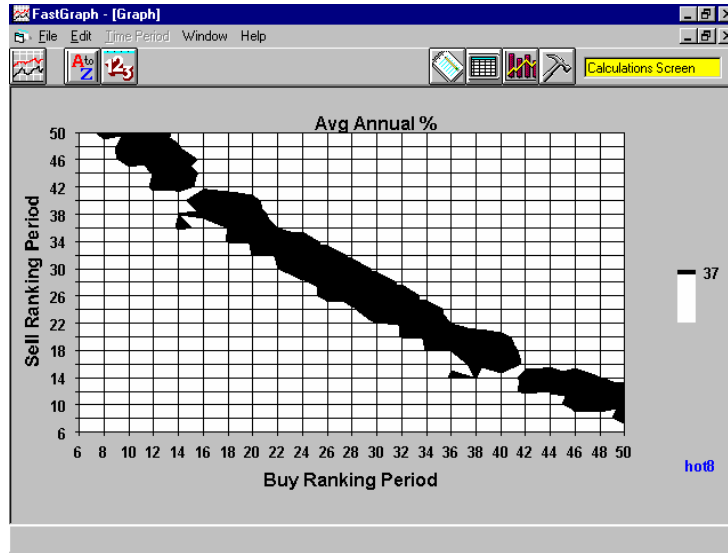 FastGraph - [Graph]
File Edit Time Period Window Help
A to Z 123 Calculations Screen
Avg Annual %
Sell Ranking Period
50
46
42
38
34
30
26
22
18
14
10
6
6 8 10 12 14 16 18 20 22 24 26 28 30 32 34 36 38 40 42 44 46 48 50
Buy Ranking Period
37
hot8